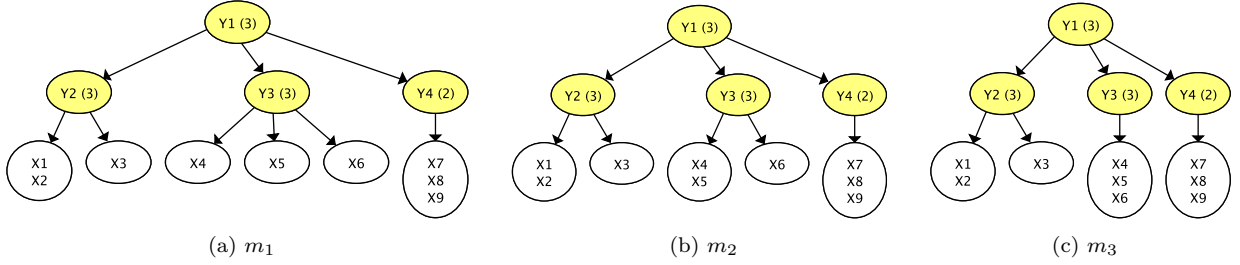 Y1 (3)
Y2 (3)
Y3 (3)
Y4 (2)
X1
X2
X3
X4
X5
X6
X7
X8
X9
(a) m1
Y1 (3)
Y2 (3)
Y3 (3)
Y4 (2)
X1
X2
X3
X4
X5
X6
X7
X8
X9
(b) m2
Y1 (3)
Y2 (3)
Y3 (3)
Y4 (2)
X1
X2
X3
X4
X5
X6
X7
X8
X9
(c) m3